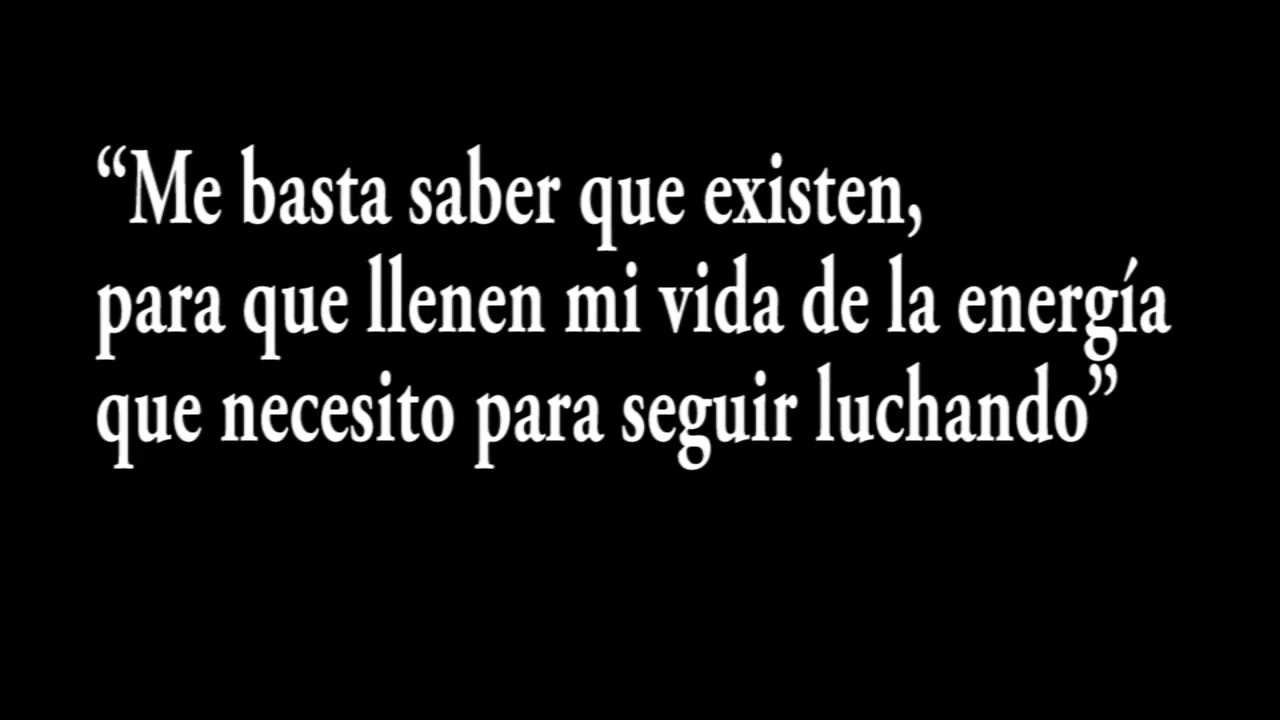 “Me basta saber que existen,
para que llenen mi vida de la energía
que necesito para seguir luchando”